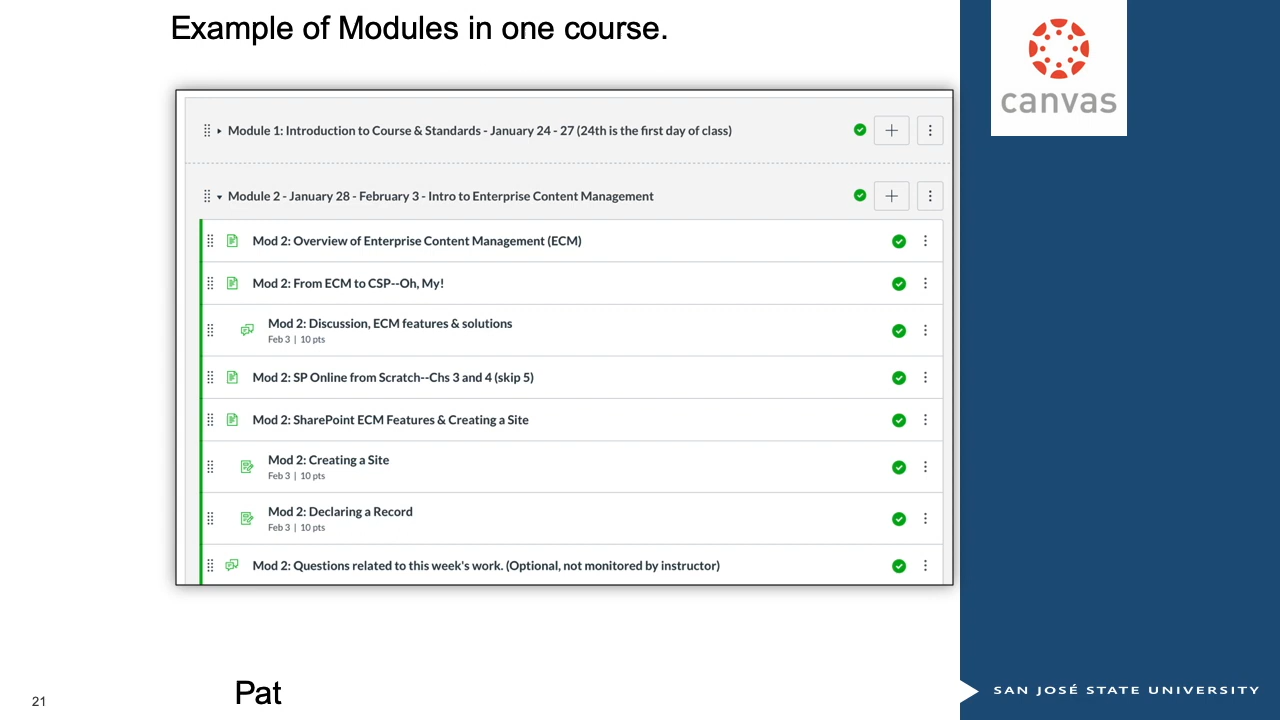 Example of Modules in one course.
canvas
Module 1: Introduction to Course & Standards - January 24 - 27 (24th is the first day of class)
Module 2 - January 28 - February 3 - Intro to Enterprise Content Management
Mod 2: Overview of Enterprise Content Management (ECM)
Mod 2: From ECM to CSP--Oh, My!
Mod 2: Discussion, ECM features & solutions
Feb 3 | 10 pts
Mod 2: SP Online from Scratch--Chs 3 and 4 (skip 5)
Mod 2: SharePoint ECM Features & Creating a Site
Mod 2: Creating a Site
Feb 3 | 10 pts
Mod 2: Declaring a Record
Feb 3 | 10 pts
Mod 2: Questions related to this week's work. (Optional, not monitored by instructor)
21
Pat
SAN JOSÉ STATE UNIVERSITY